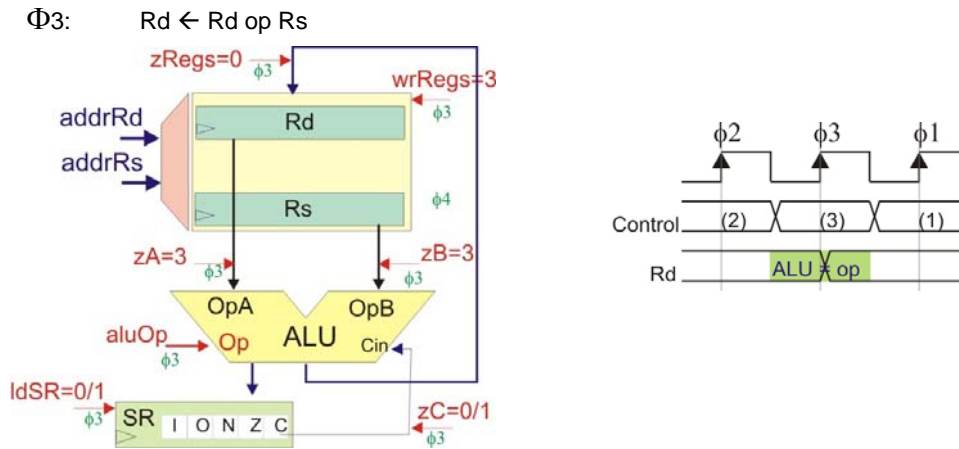 Φ3: Rd ← Rd op Rs
zRegs=0
ϕ3
wrRegs=3
ϕ3
addrRd
addrRs
Rd
Rs
ϕ4
zA=3
ϕ3
zB=3
ϕ3
OpA
OpB
aluOp
ϕ3
Op
ALU
Cin
ldSR=0/1
ϕ3
SR I O N Z C
zC=0/1
ϕ3
ϕ2 ϕ3 ϕ1
Control (2) (3) (1)
Rd ALU op